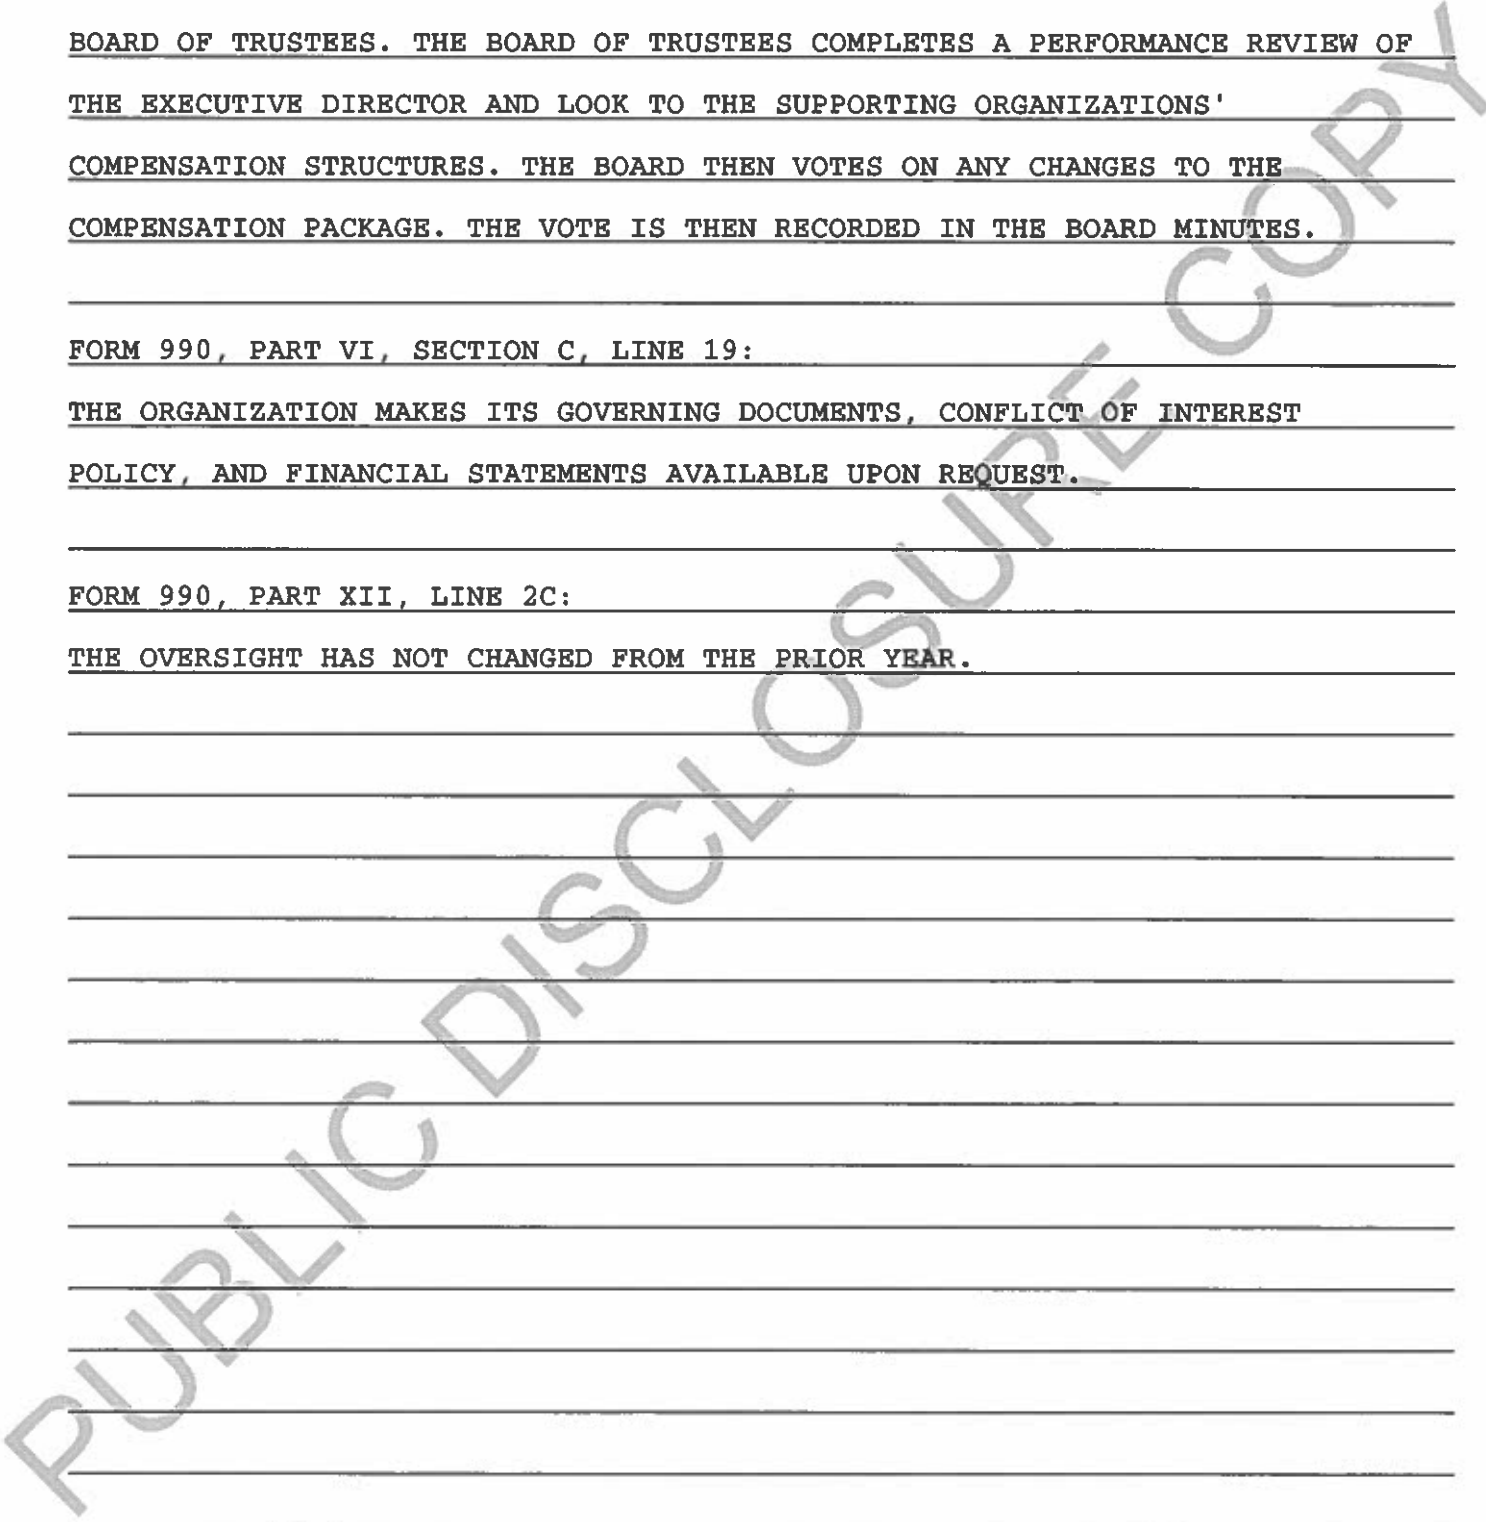 BOARD OF TRUSTEES. THE BOARD OF TRUSTEES COMPLETES A PERFORMANCE REVIEW OF
THE EXECUTIVE DIRECTOR AND LOOK TO THE SUPPORTING ORGANIZATIONS'
COMPENSATION STRUCTURES. THE BOARD THEN VOTES ON ANY CHANGES TO THE
COMPENSATION PACKAGE. THE VOTE IS THEN RECORDED IN THE BOARD MINUTES.
FORM 990, PART VI, SECTION C, LINE 19:
THE ORGANIZATION MAKES ITS GOVERNING DOCUMENTS, CONFLICT OF INTEREST
POLICY, AND FINANCIAL STATEMENTS AVAILABLE UPON REQUEST.
FORM 990, PART XII, LINE 2C:
THE OVERSIGHT HAS NOT CHANGED FROM THE PRIOR YEAR.
PUBLIC DISCLOSURE COPY